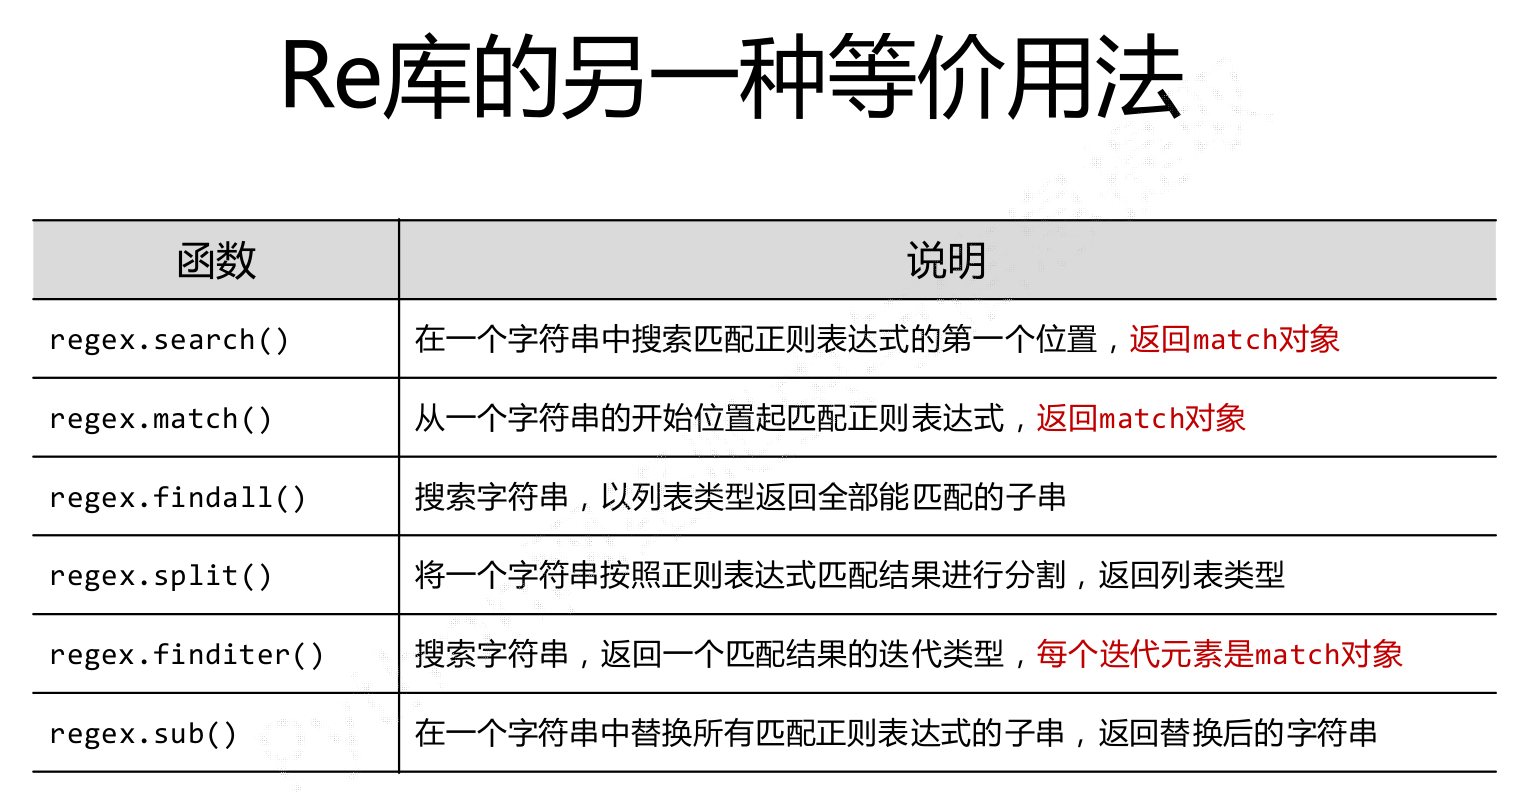 Re库的另一种等价用法
函数 说明
regex.search() 在一个字符串中搜索匹配正则表达式的第一个位置，返回match对象
regex.match() 从一个字符串的开始位置起匹配正则表达式，返回match对象
regex.findall() 搜索字符串，以列表类型返回全部能匹配的子串
regex.split() 将一个字符串按照正则表达式匹配结果进行分割，返回列表类型
regex.finditer() 搜索字符串，返回一个匹配结果的迭代类型，每个迭代元素是match对象
regex.sub() 在一个字符串中替换所有匹配正则表达式的子串，返回替换后的字符串